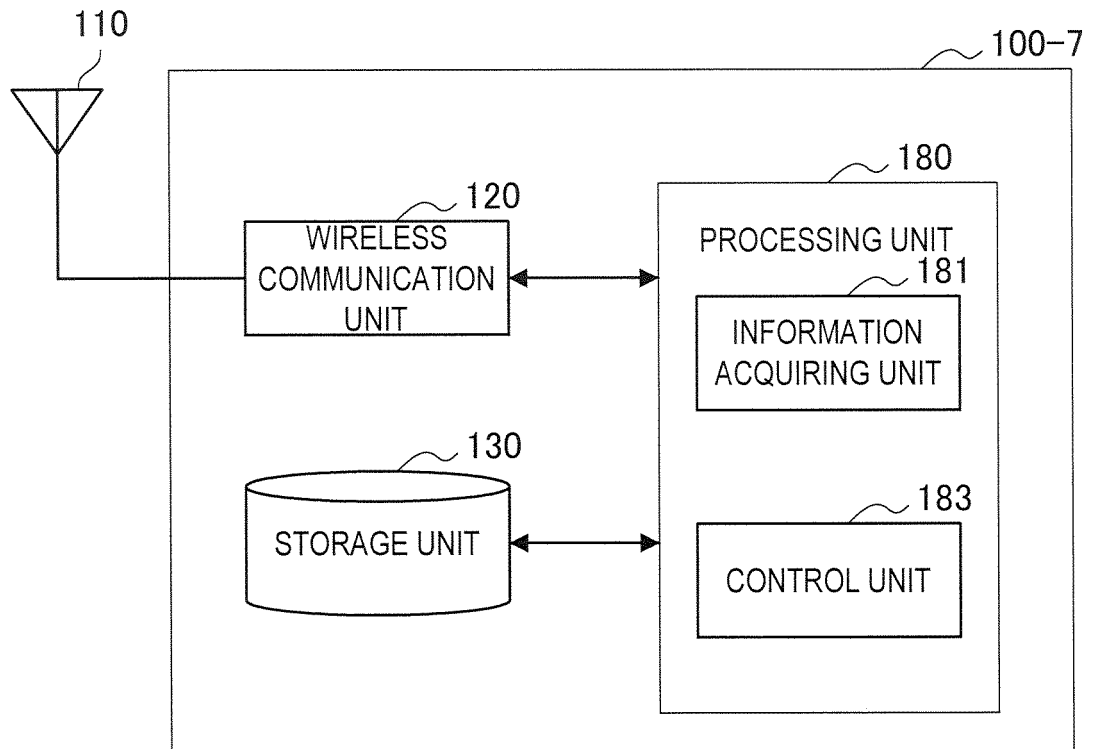 110
100-7
180
120
WIRELESS
COMMUNICATION
UNIT
PROCESSING UNIT
181
INFORMATION
ACQUIRING UNIT
130
STORAGE UNIT
183
CONTROL UNIT